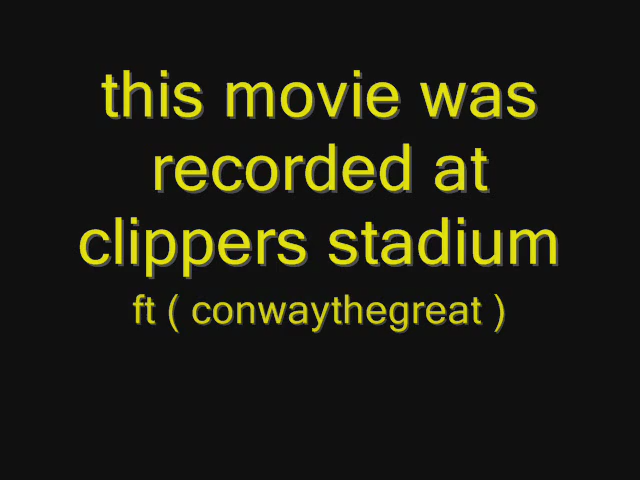 this movie was
recorded at
clippers stadium
ft ( conwaythegreat )